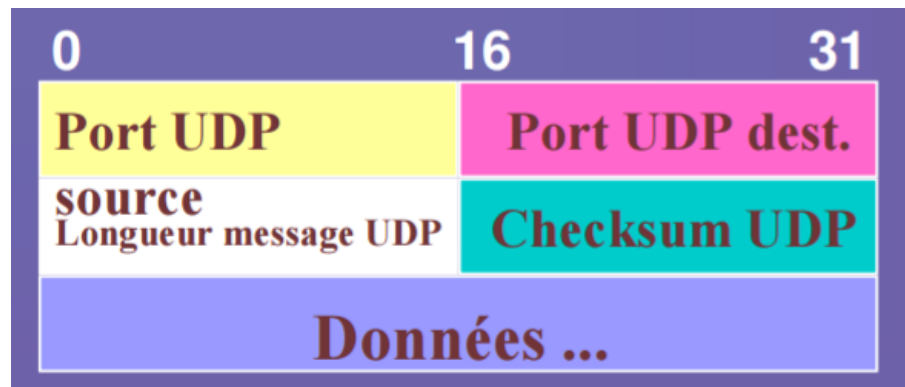 0 16 31
Port UDP Port UDP dest.
source
Longueur message UDP Checksum UDP
Données ...